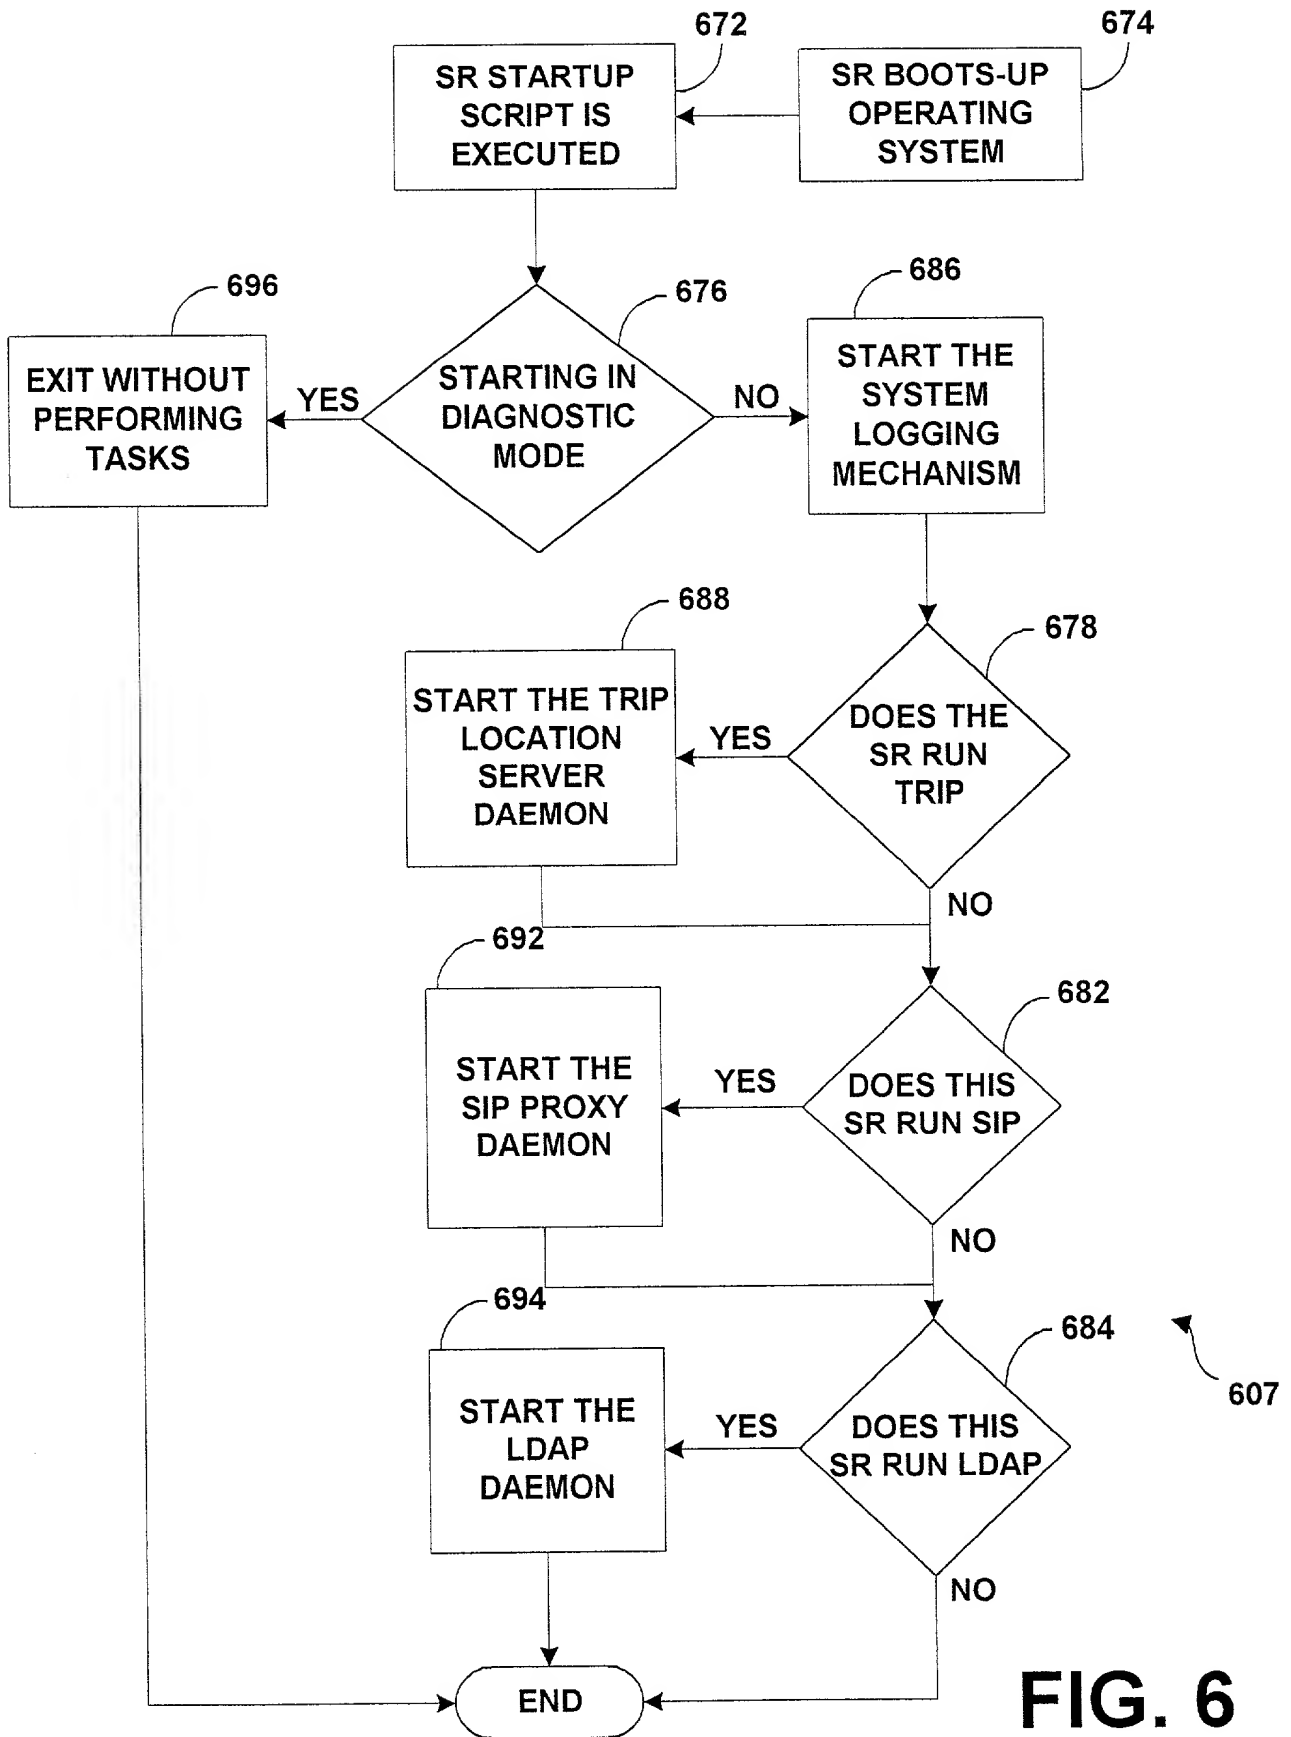 672
674
SR STARTUP
SCRIPT IS
EXECUTED
SR BOOTS-UP
OPERATING
SYSTEM
696
676
686
EXIT WITHOUT
PERFORMING
TASKS
YES
STARTING IN
DIAGNOSTIC
MODE
NO
START THE
SYSTEM
LOGGING
MECHANISM
688
678
START THE TRIP
LOCATION
SERVER
DAEMON
YES
DOES THE
SR RUN
TRIP
NO
692
682
START THE
SIP PROXY
DAEMON
YES
DOES THIS
SR RUN SIP
NO
694
684
607
START THE
LDAP
DAEMON
YES
DOES THIS
SR RUN LDAP
NO
END
FIG. 6